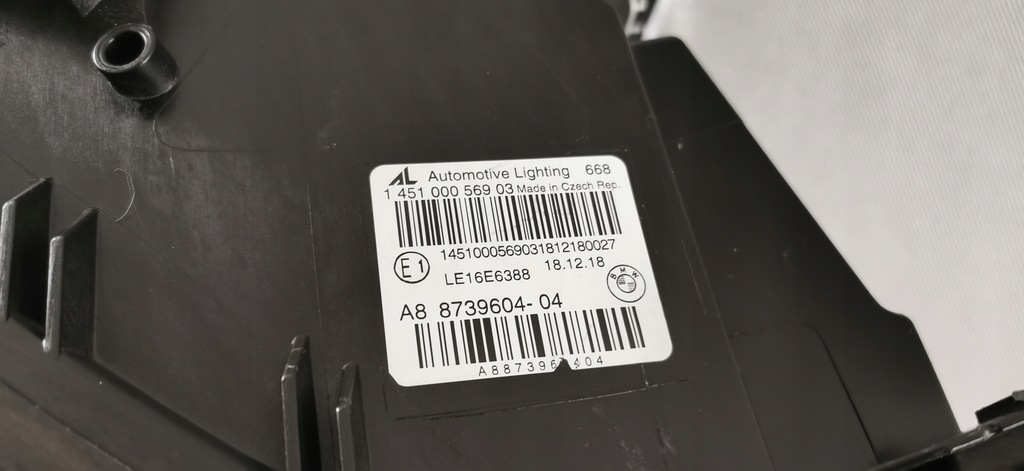 AL Automotive Lighting 668
1 451 000 569 03 Made in Czech Rep.
1451000569031812180027
E1
LE16E6388 18.12.18
BMW
A8 8739604-04